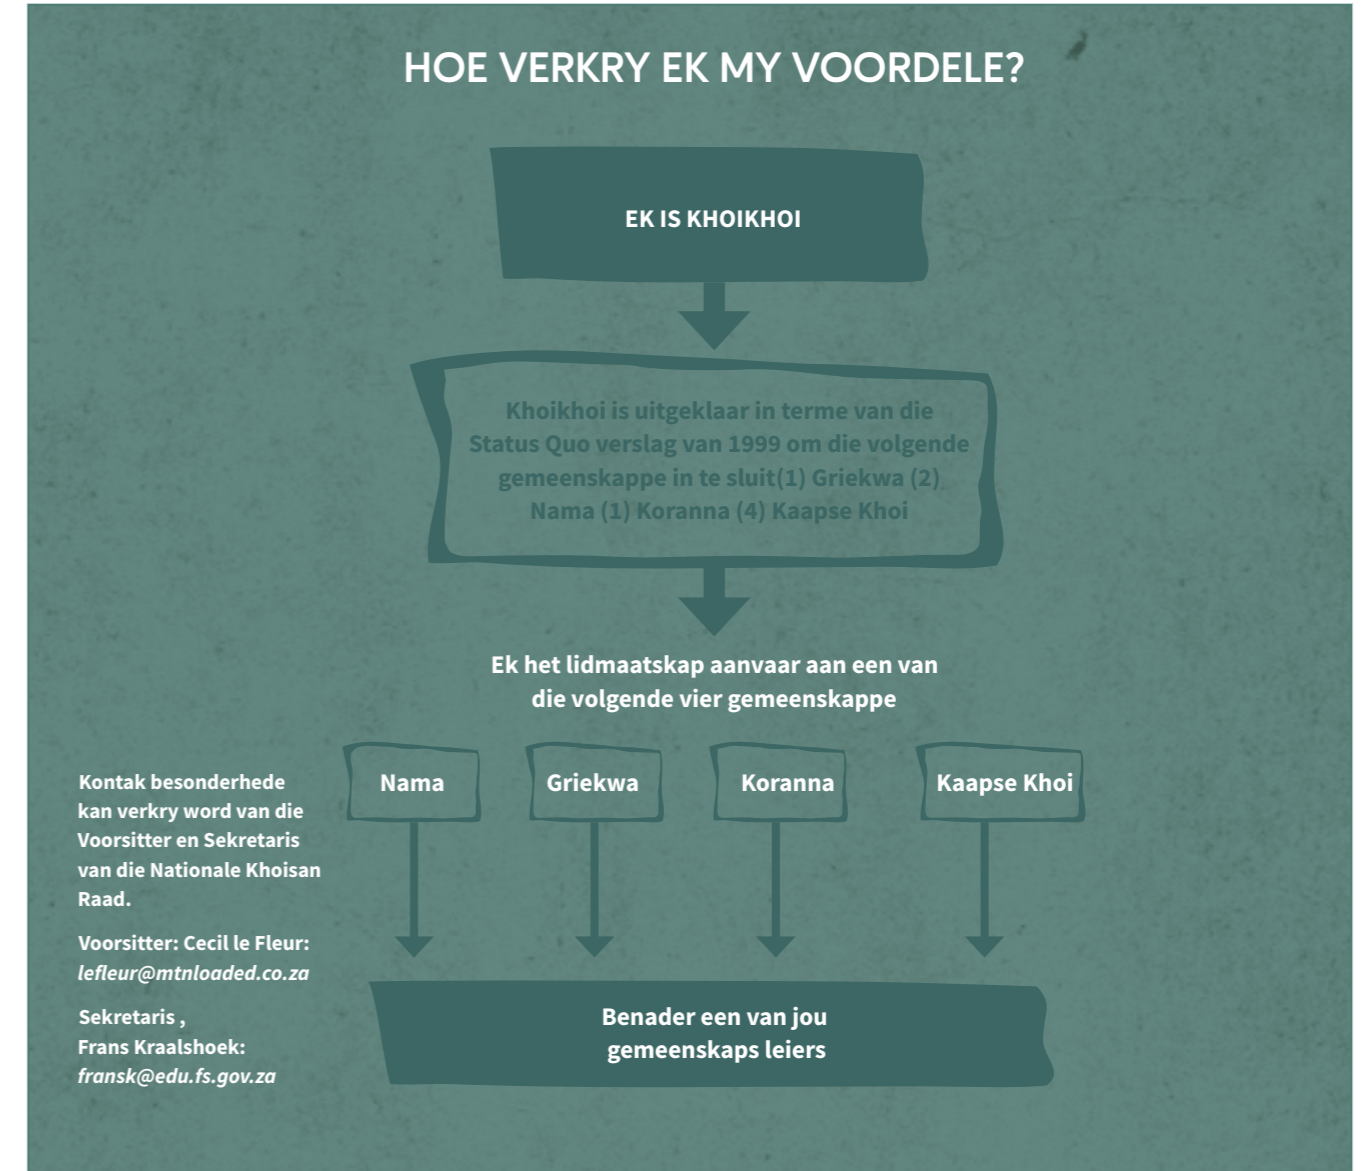 HOE VERKRY EK MY VOORDELE?
EK IS KHOIKHOI
Khoikhoi is uitgeklaar in terme van die
Status Quo verslag van 1999 om die volgende
gemeenskappe in te sluit(1) Griekwa (2)
Nama (1) Koranna (4) Kaapse Khoi
Ek het lidmaatskap aanvaar aan een van
die volgende vier gemeenskappe
Nama
Griekwa
Koranna
Kaapse Khoi
Kontak besonderhede
kan verkry word van die
Voorsitter en Sekretaris
van die Nationale Khoisan
Raad.
Voorsitter: Cecil le Fleur:
lefleur@mtnloaded.co.za
Sekretaris ,
Frans Kraalshoek:
fransk@edu.fs.gov.za
Benader een van jou
gemeenskaps leiers